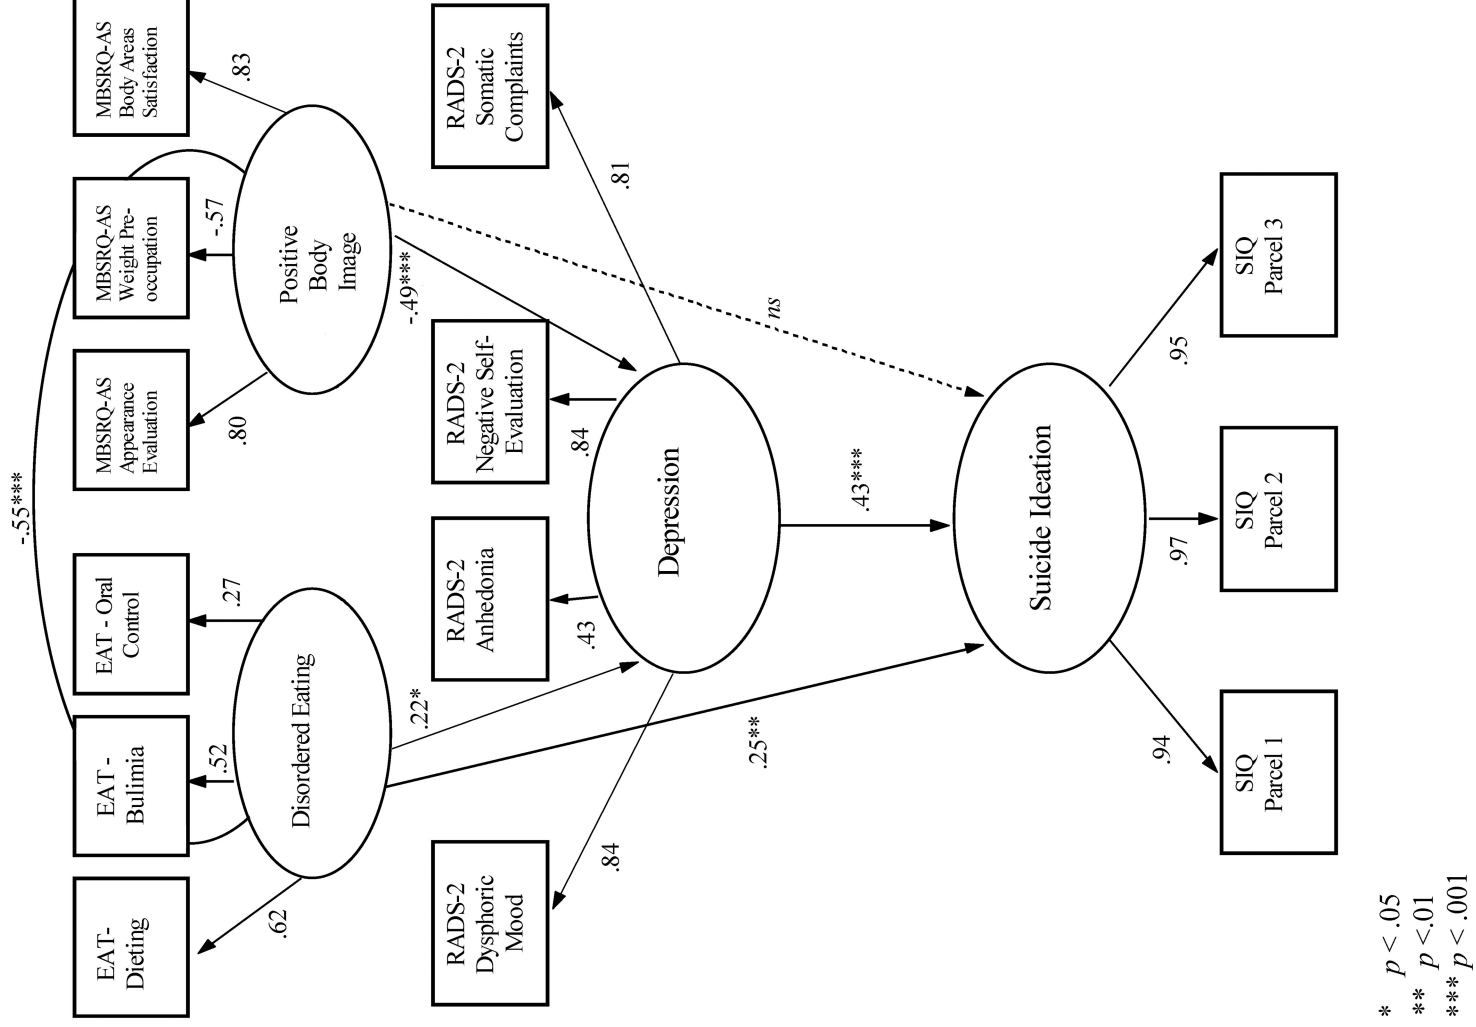 -.55***
EAT-
Dieting
EAT -
Bulimia
EAT - Oral
Control
MBSRQ-AS
Appearance
Evaluation
MBSRQ-AS
Weight Pre-
occupation
MBSRQ-AS
Body Areas
Satisfaction
.62
.52
.27
.80
-.57
.83
Disordered Eating
Positive
Body
Image
.22*
-.49***
RADS-2
Dysphoric
Mood
RADS-2
Anhedonia
RADS-2
Negative Self-
Evaluation
RADS-2
Somatic
Complaints
.84
.43
.84
.81
Depression
.25**
.43***
ns
Suicide Ideation
.94
.97
.95
SIQ
Parcel 1
SIQ
Parcel 2
SIQ
Parcel 3
* p < .05
** p <.01
*** p < .001